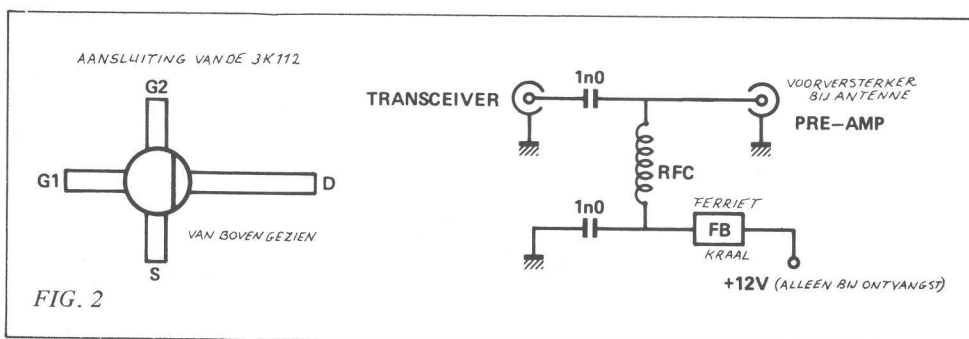 AANSLUITING VAN DE 3K112
G2
G1
D
S
VAN BOVEN GEZIEN
FIG. 2
1n0
TRANSCEIVER
VOORVERSTERKER
BIJ ANTENNE
PRE–AMP
RFC
1n0
FERRIET
FB
KRAAL
+12V (ALLEEN BIJ ONTVANGST)